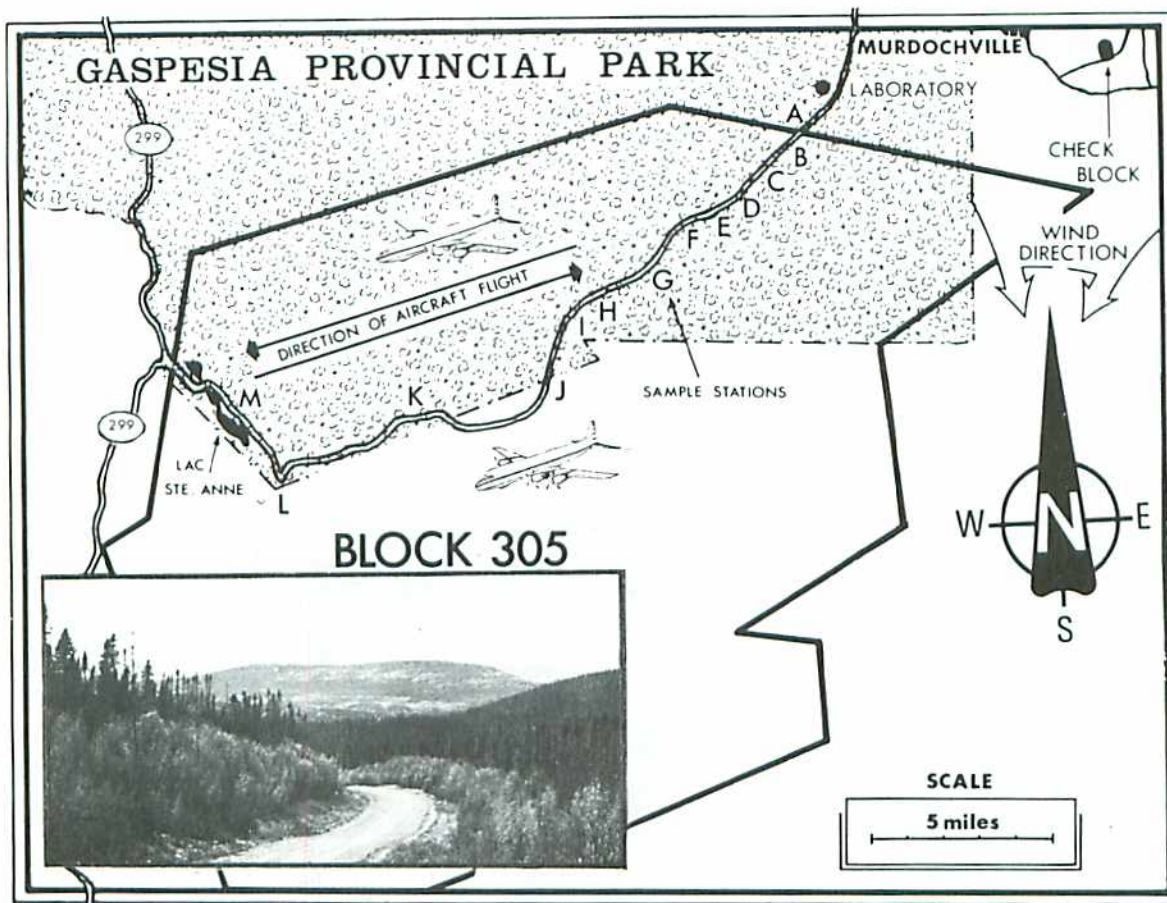 GASPESIA PROVINCIAL PARK
MURDOCHVILLE
LABORATORY
299
A
B
CHECK
BLOCK
C
D
E
F
WIND
DIRECTION
G
DIRECTION OF AIRCRAFT FLIGHT
H
I
J
SAMPLE STATIONS
K
M
299
LAC
STE. ANNE
L
BLOCK 305
W
N
E
S
SCALE
5 miles